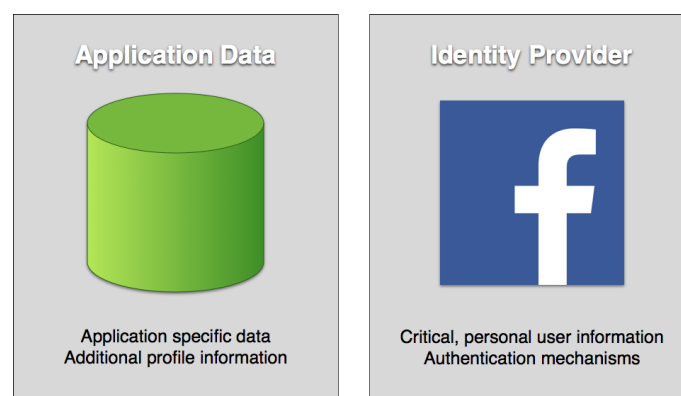 Application Data
Application specific data
Additional profile information
Identity Provider
f
Critical, personal user information
Authentication mechanisms